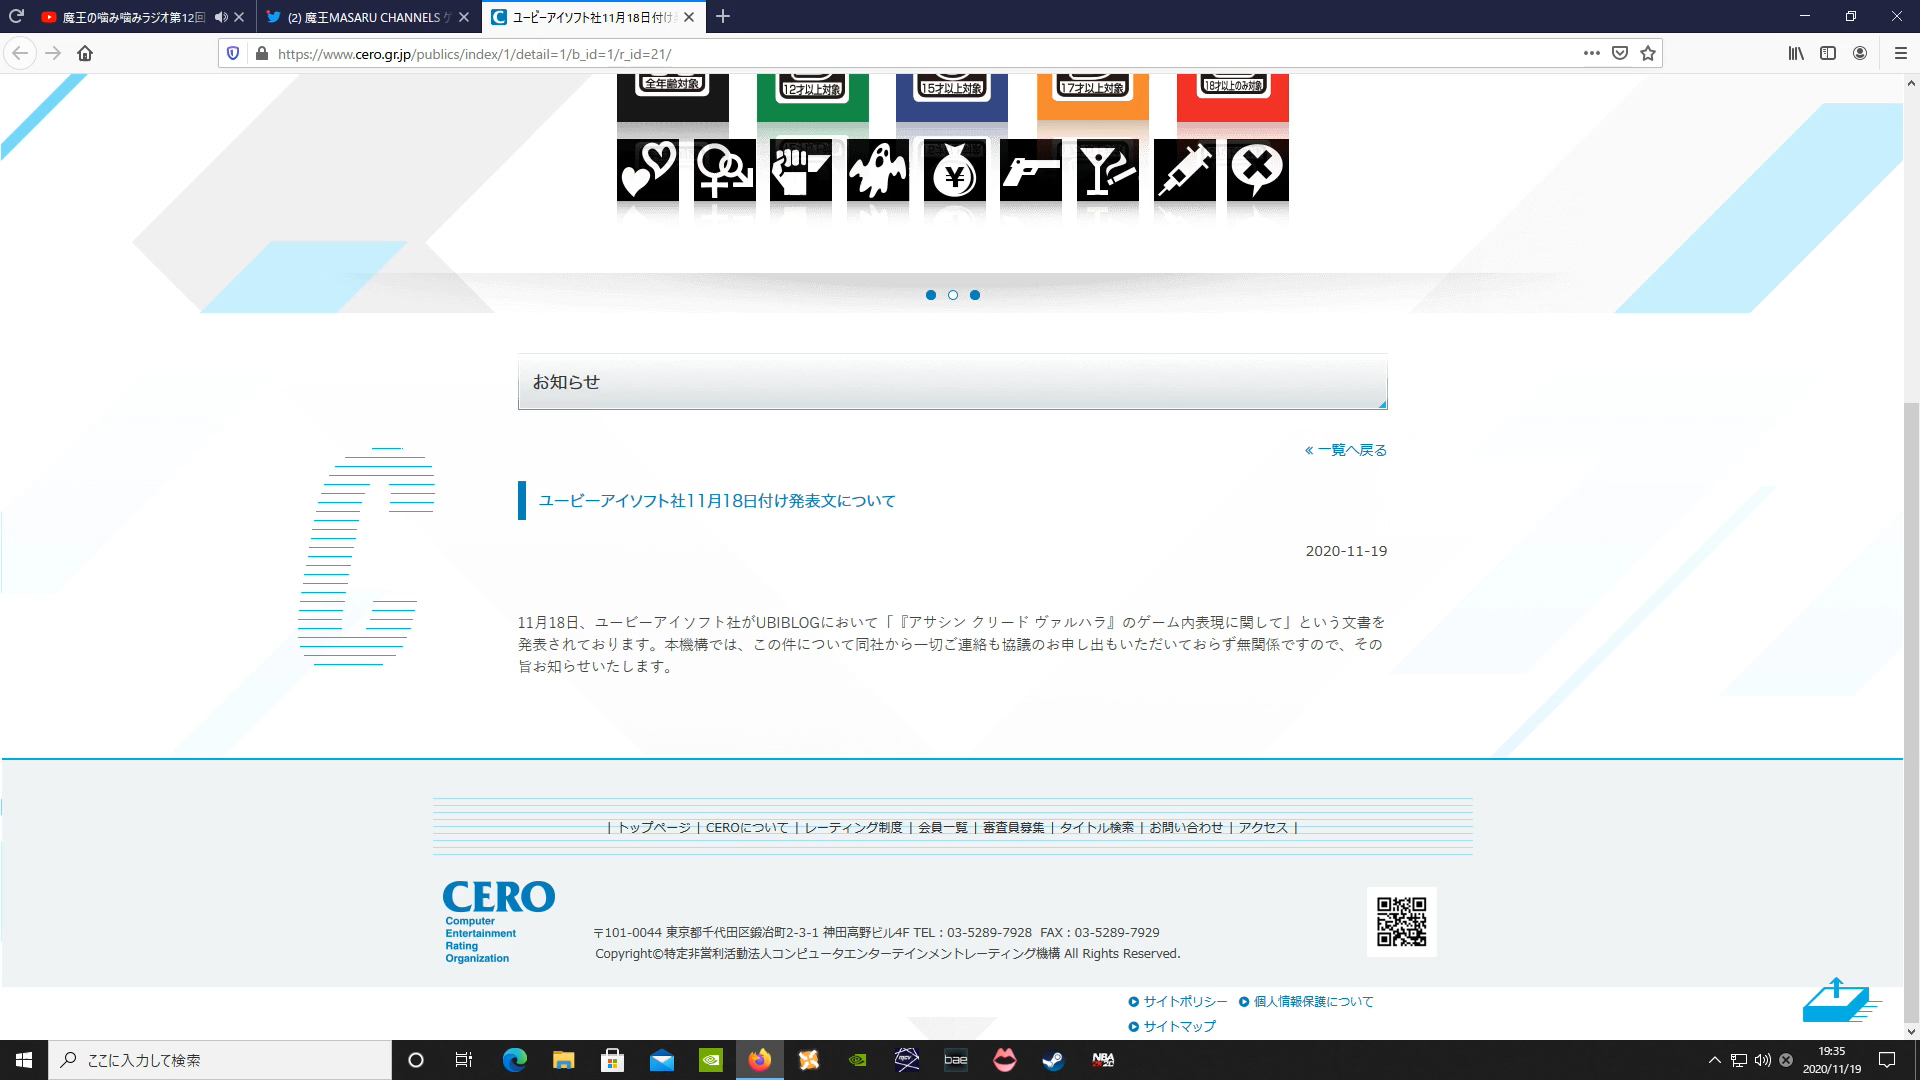 魔王の噛み噛みラジオ第12回
(2) 魔王MASARU CHANNELS
ユービーアイソフト社11月18日付け
https://www.cero.gr.jp/publics/index/1/detail=1/b_id=1/r_id=21/
全年齢対象
12才以上対象
15才以上対象
17才以上対象
18才以上のみ対象
お知らせ
« 一覧へ戻る
ユービーアイソフト社11月18日付け発表文について
2020-11-19
11月18日、ユービーアイソフト社がUBIBLOGにおいて「『アサシン クリード ヴァルハラ』のゲーム内表現に関して」という文書を
発表されております。本機構では、この件について同社から一切ご連絡も協議のお申し出もいただいておらず無関係ですので、その
旨お知らせいたします。
| トップページ | CEROについて | レーティング制度 | 会員一覧 | 審査員募集 | タイトル検索 | お問い合わせ | アクセス |
CERO
Computer
Entertainment
Rating
Organization
〒101-0044 東京都千代田区鍛冶町2-3-1 神田高野ビル4F TEL：03-5289-7928 FAX：03-5289-7929
Copyright©特定非営利活動法人コンピュータエンターテインメントレーティング機構 All Rights Reserved.
サイトポリシー
個人情報保護について
サイトマップ
ここに入力して検索
bae
NBA
2K20
19:35
2020/11/19